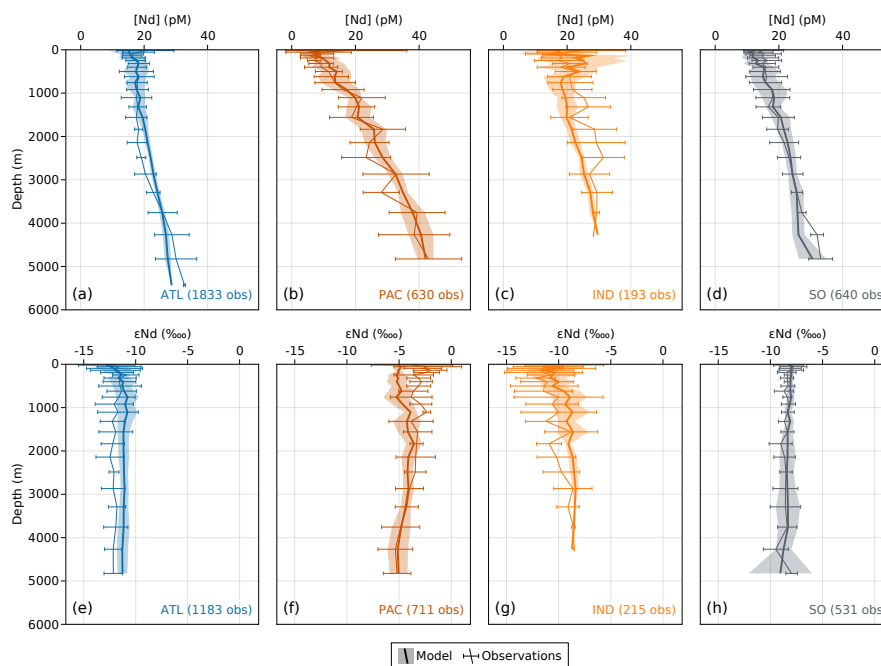 [Nd] (pM) [Nd] (pM) [Nd] (pM) [Nd] (pM)
0 20 40 0 20 40 0 20 40 0 20 40
Depth (m)
0
1000
2000
3000
4000
5000
6000
(a) ATL (1833 obs) (b) PAC (630 obs) (c) IND (193 obs) (d) SO (640 obs)
εNd (‱) εNd (‱) εNd (‱) εNd (‱)
-15 -10 -5 0 -15 -10 -5 0 -15 -10 -5 0 -15 -10 -5 0
Depth (m)
0
1000
2000
3000
4000
5000
6000
(e) ATL (1183 obs) (f) PAC (711 obs) (g) IND (215 obs) (h) SO (531 obs)
Model Observations